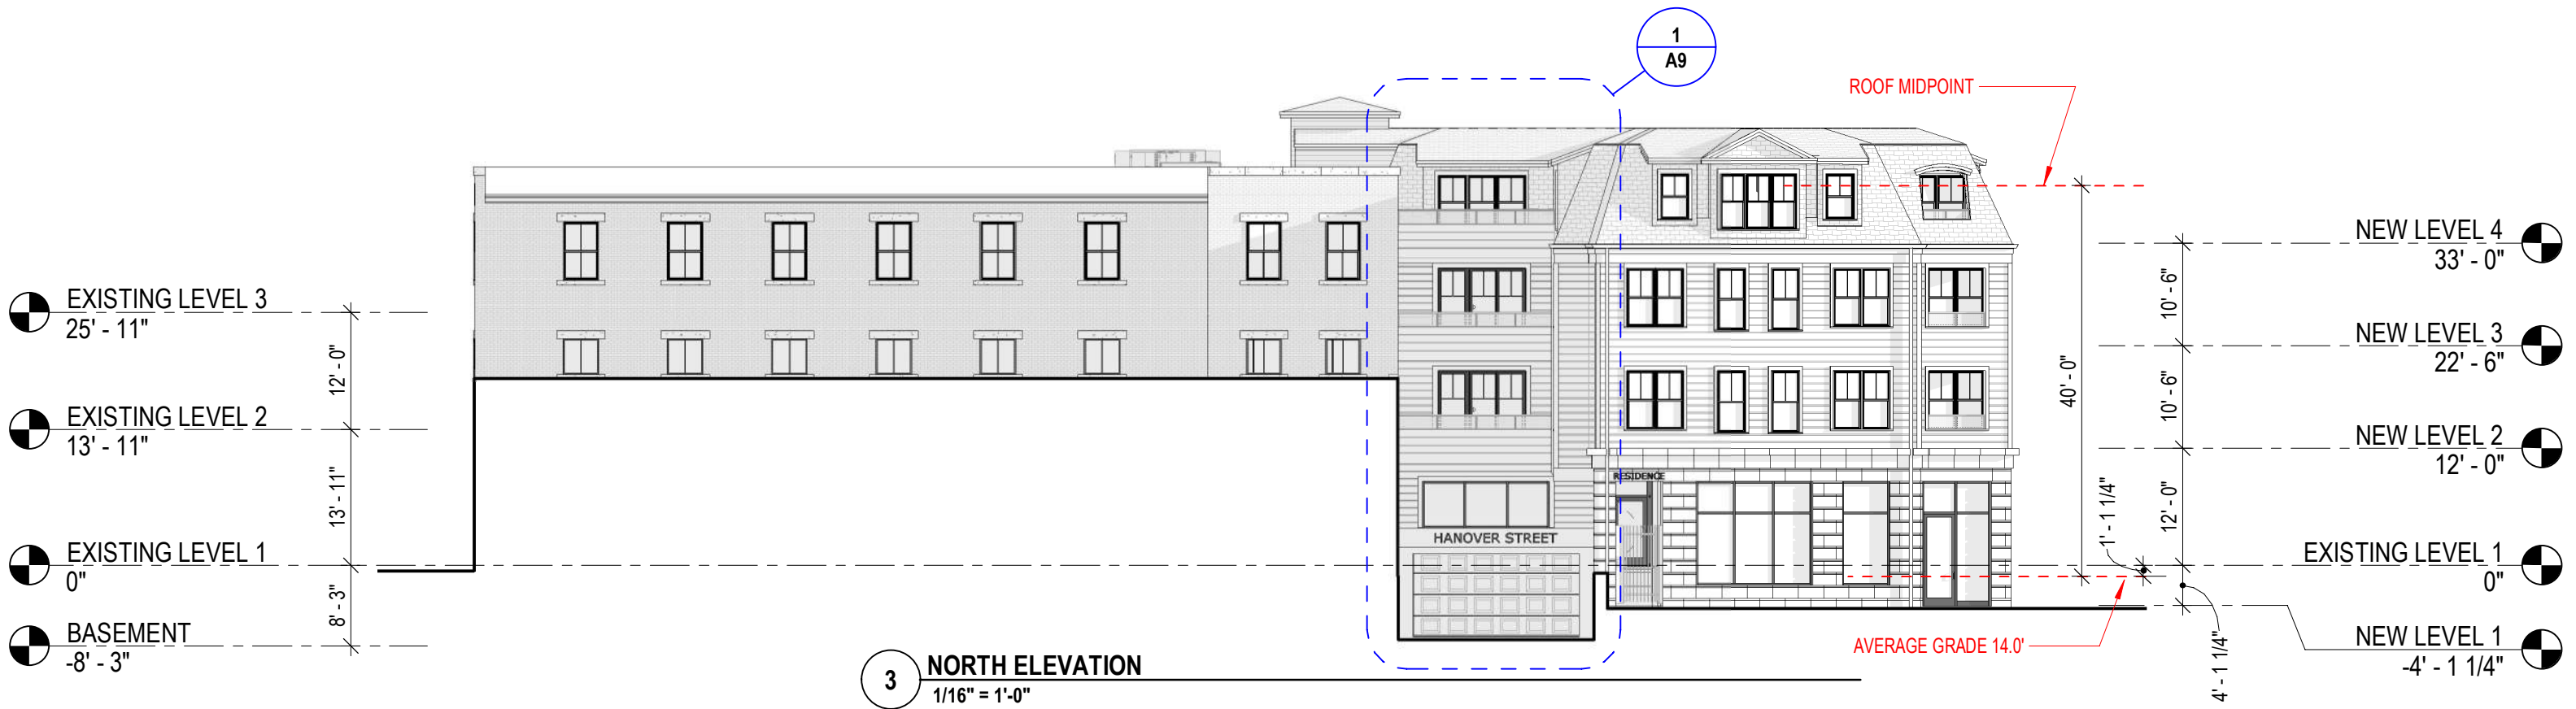 1
A9
ROOF MIDPOINT
NEW LEVEL 4
33' - 0"
EXISTING LEVEL 3
25' - 11"
10' - 6"
NEW LEVEL 3
22' - 6"
12' - 0"
40' - 0"
10' - 6"
EXISTING LEVEL 2
13' - 11"
NEW LEVEL 2
12' - 0"
RESIDENCE
13' - 11"
1' - 1 1/4"
12' - 0"
HANOVER STREET
EXISTING LEVEL 1
0"
EXISTING LEVEL 1
0"
8' - 3"
BASEMENT
-8' - 3"
AVERAGE GRADE 14.0'
4' - 1 1/4"
NEW LEVEL 1
-4' - 1 1/4"
3
NORTH ELEVATION
1/16" = 1'-0"